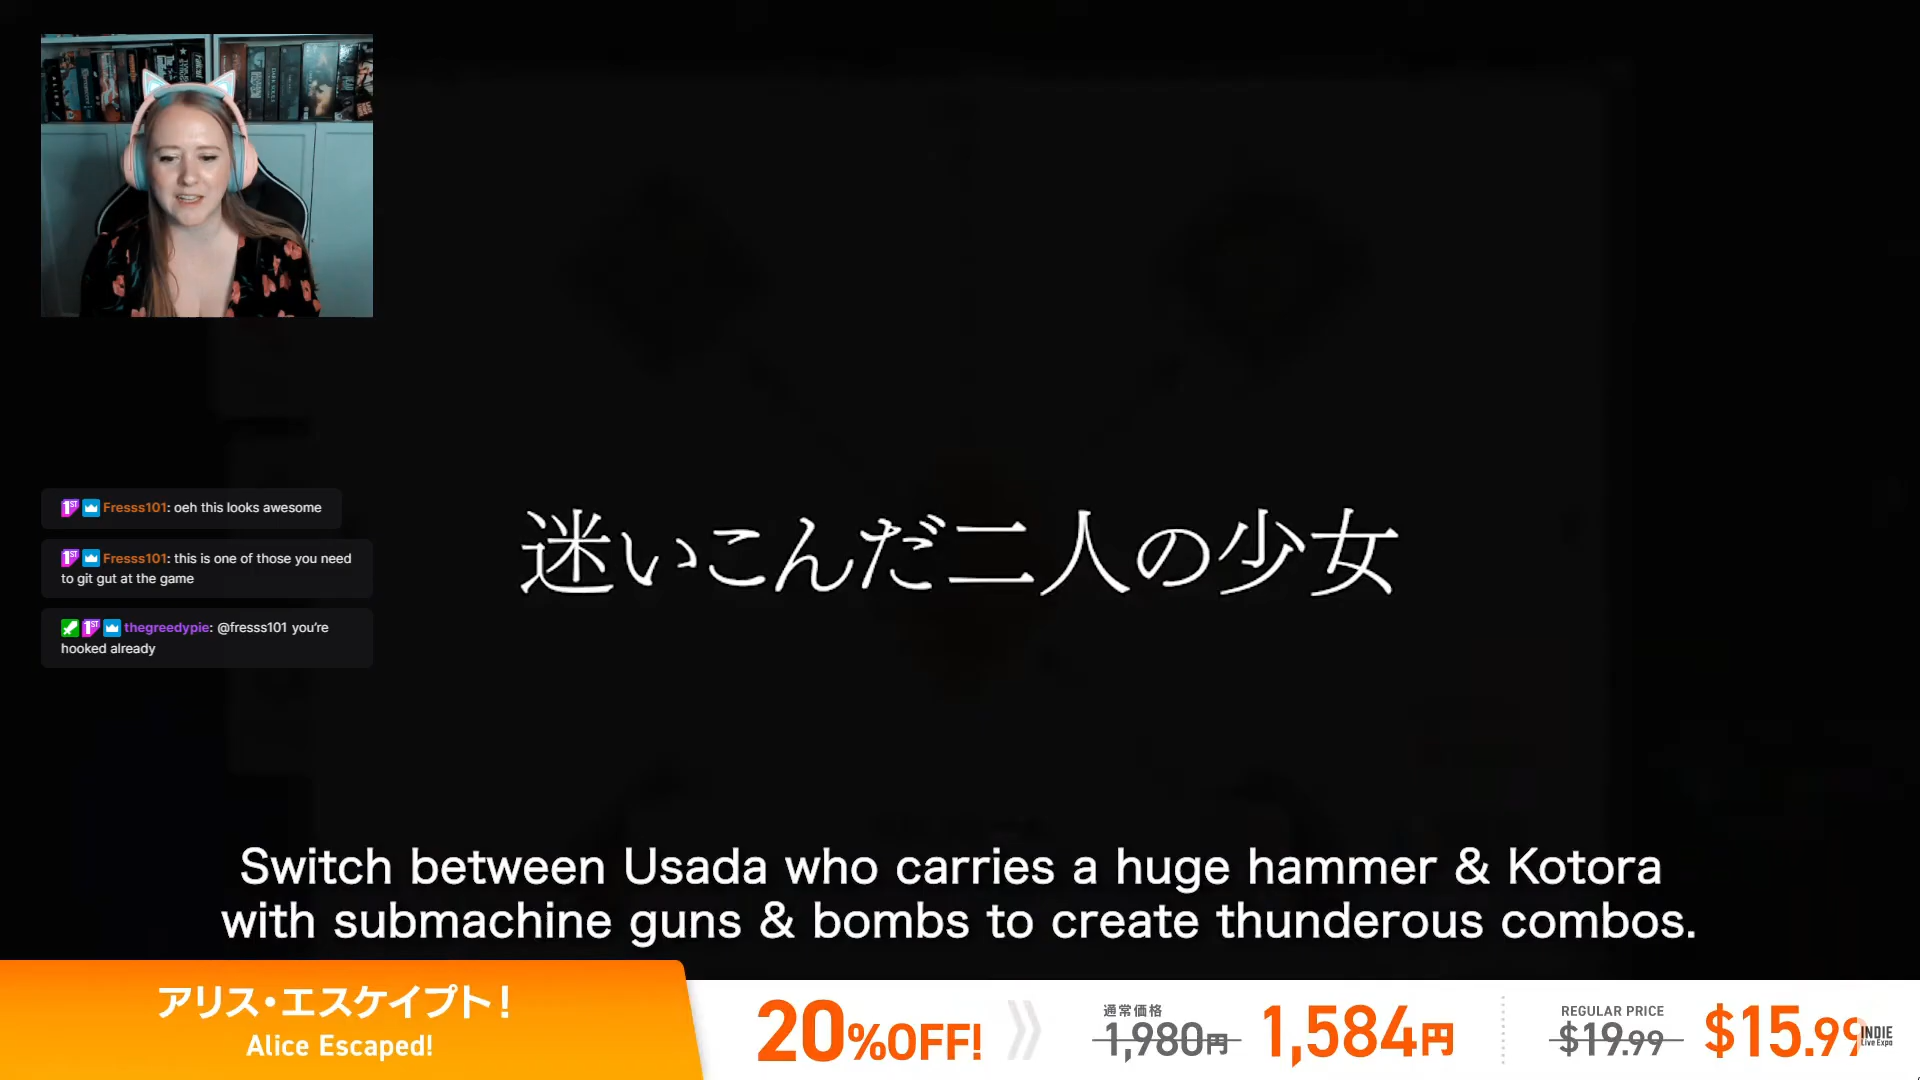 Fresss101: oeh this looks awesome
Fresss101: this is one of those you need
to git gut at the game
thegreedypie: @fresss101 you're
hooked already
迷いこんだ二人の少女
Switch between Usada who carries a huge hammer & Kotora
with submachine guns & bombs to create thunderous combos.
アリス・エスケイプト!
Alice Escaped!
20%OFF!
通常価格
1,980円
1,584円
REGULAR PRICE
$19.99
$15.99
INDIE
Live Expo